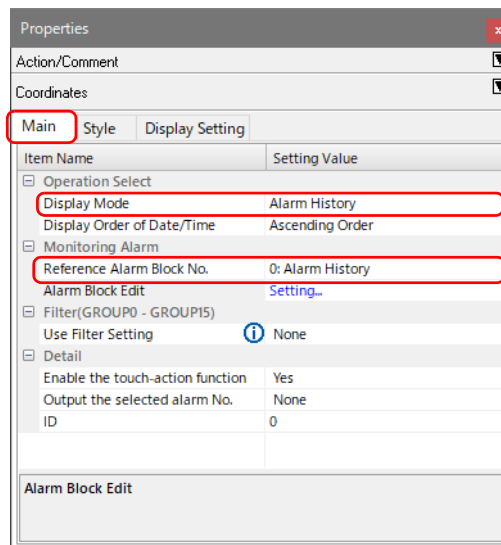 Properties
x
Action/Comment
Coordinates
Main Style Display Setting
Item Name Setting Value
Operation Select
Display Mode Alarm History
Display Order of Date/Time Ascending Order
Monitoring Alarm
Reference Alarm Block No. 0: Alarm History
Alarm Block Edit Setting...
Filter(GROUP0 - GROUP15)
Use Filter Setting None
Detail
Enable the touch-action function Yes
Output the selected alarm No. None
ID 0
Alarm Block Edit